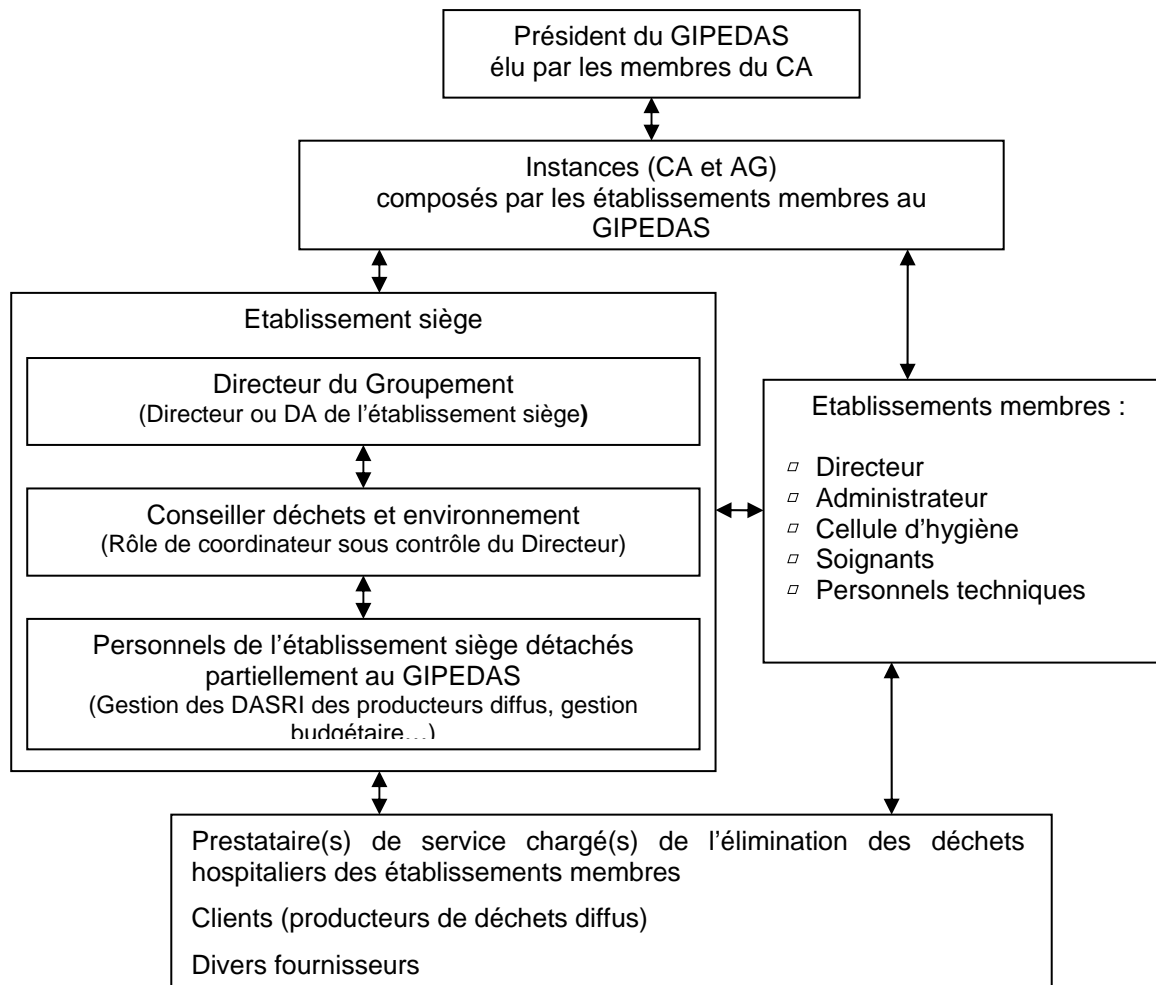 Président du GIPEDAS
élu par les membres du CA
Instances (CA et AG)
composés par les établissements membres au
GIPEDAS
Etablissement siège
Directeur du Groupement
(Directeur ou DA de l'établissement siège)
Conseiller déchets et environnement
(Rôle de coordinateur sous contrôle du Directeur)
Personnels de l'établissement siège détachés
partiellement au GIPEDAS
(Gestion des DASRI des producteurs diffus, gestion
budgétaire…)
Etablissements membres :
Directeur
Administrateur
Cellule d'hygiène
Soignants
Personnels techniques
Prestataire(s) de service chargé(s) de l'élimination des déchets
hospitaliers des établissements membres
Clients (producteurs de déchets diffus)
Divers fournisseurs